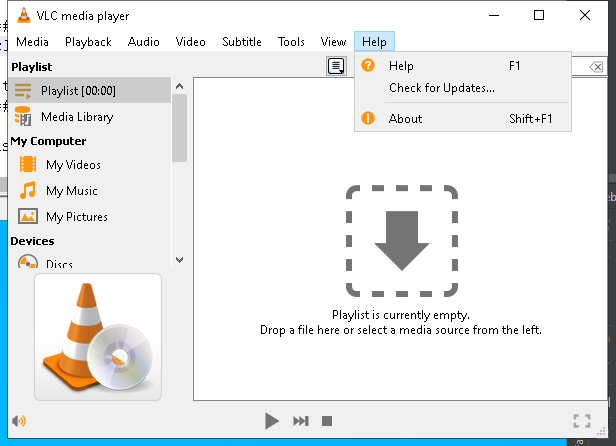 VLC media player
Media Playback Audio Video Subtitle Tools View Help
Playlist
Playlist [00:00]
Media Library
My Computer
My Videos
My Music
My Pictures
Devices
Discs
Help F1
Check for Updates...
About Shift+F1
Playlist is currently empty.
Drop a file here or select a media source from the left.